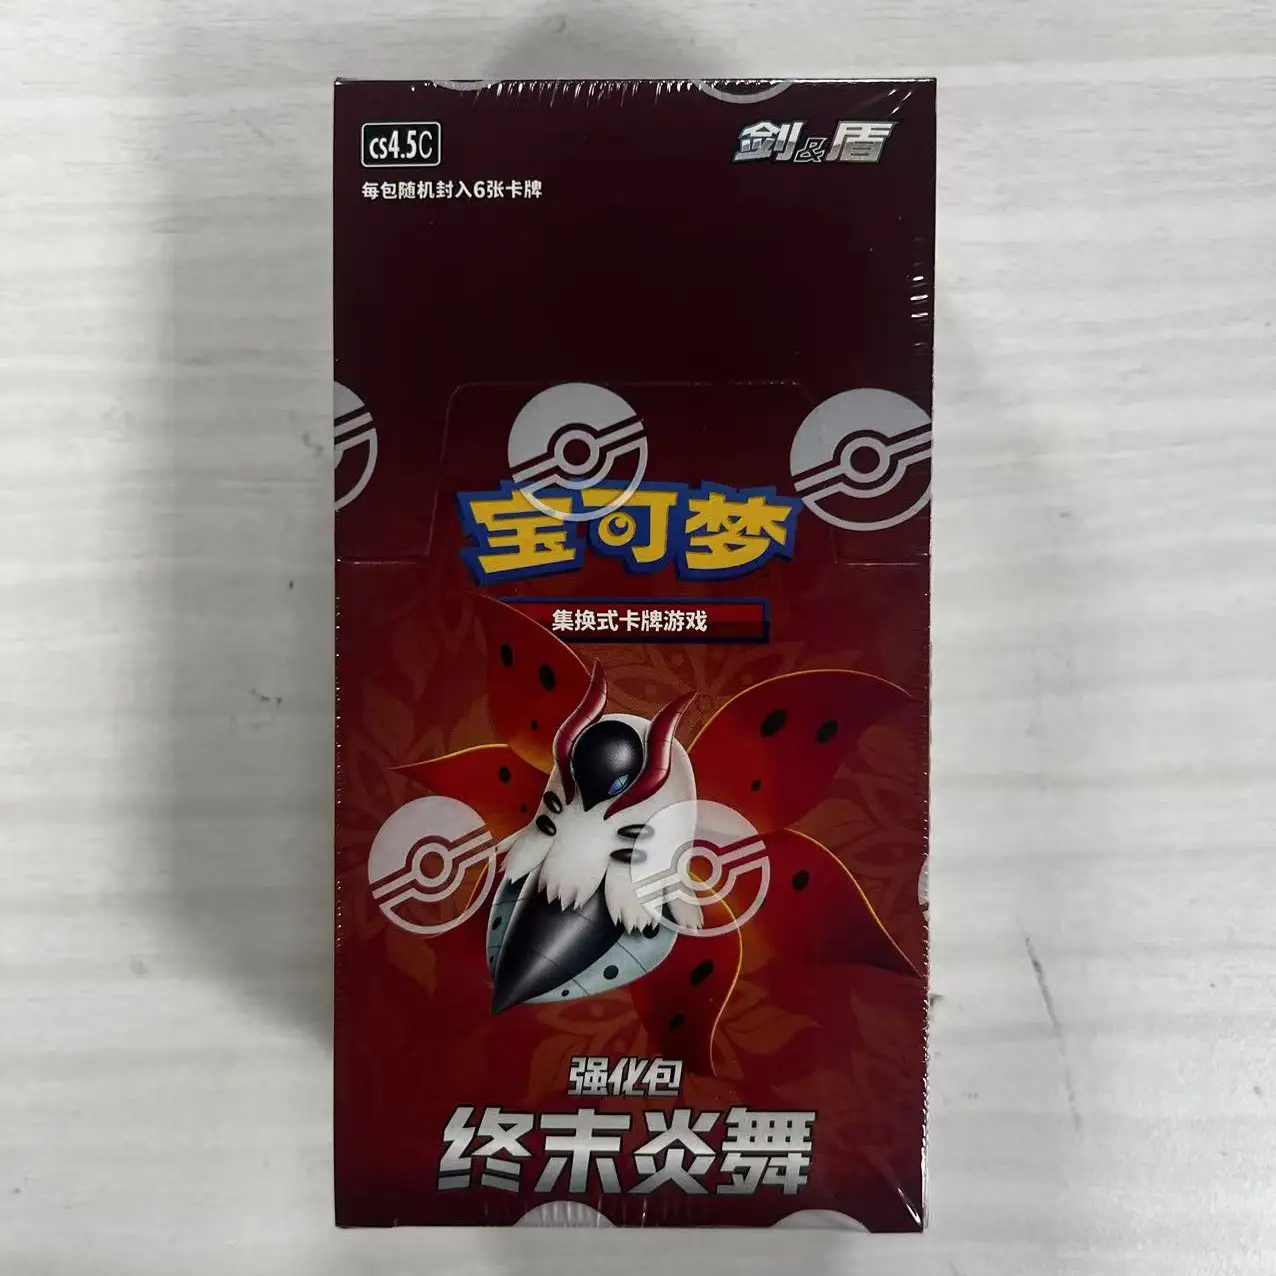 cs4.5C
剑&盾
每包随机封入6张卡牌
宝可梦
集换式卡牌游戏
强化包
终末炎舞